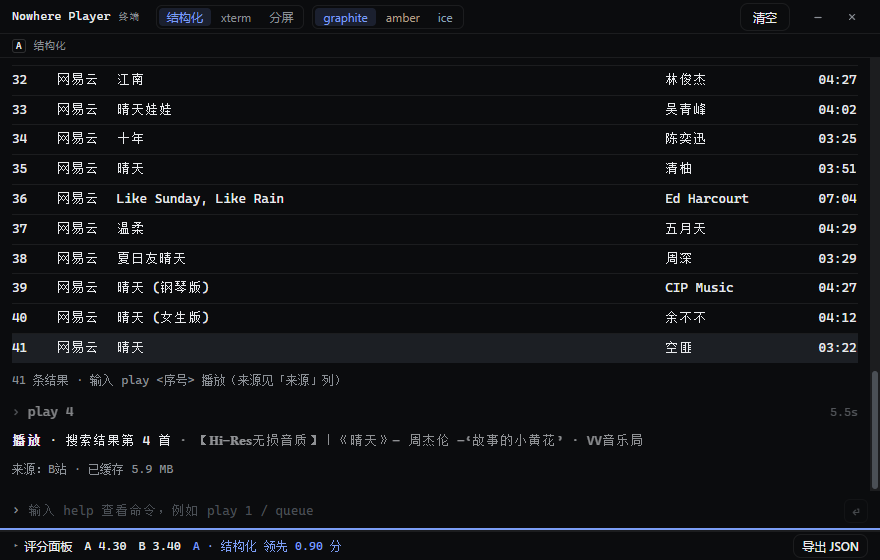 Nowhere Player 终端 结构化 xterm 分屏 graphite amber ice 清空
A 结构化
32 网易云 江南 林俊杰 04:27
33 网易云 晴天娃娃 吴青峰 04:02
34 网易云 十年 陈奕迅 03:25
35 网易云 晴天 清柚 03:51
36 网易云 Like Sunday, Like Rain Ed Harcourt 07:04
37 网易云 温柔 五月天 04:29
38 网易云 夏日友晴天 周深 03:29
39 网易云 晴天 (钢琴版) CIP Music 04:27
40 网易云 晴天 (女生版) 余不不 04:12
41 网易云 晴天 空匪 03:22
41 条结果 · 输入 play <序号> 播放（来源见「来源」列）
› play 4 5.5s
播放 · 搜索结果第 4 首 · 【𝐇𝐢-𝐑𝐞𝐬无损音质】丨《晴天》- 周杰伦 -‘故事的小黄花’ · VV音乐局
来源: B站 · 已缓存 5.9 MB
› 输入 help 查看命令，例如 play 1 / queue
评分面板 A 4.30 B 3.40 A · 结构化 领先 0.90 分 导出 JSON